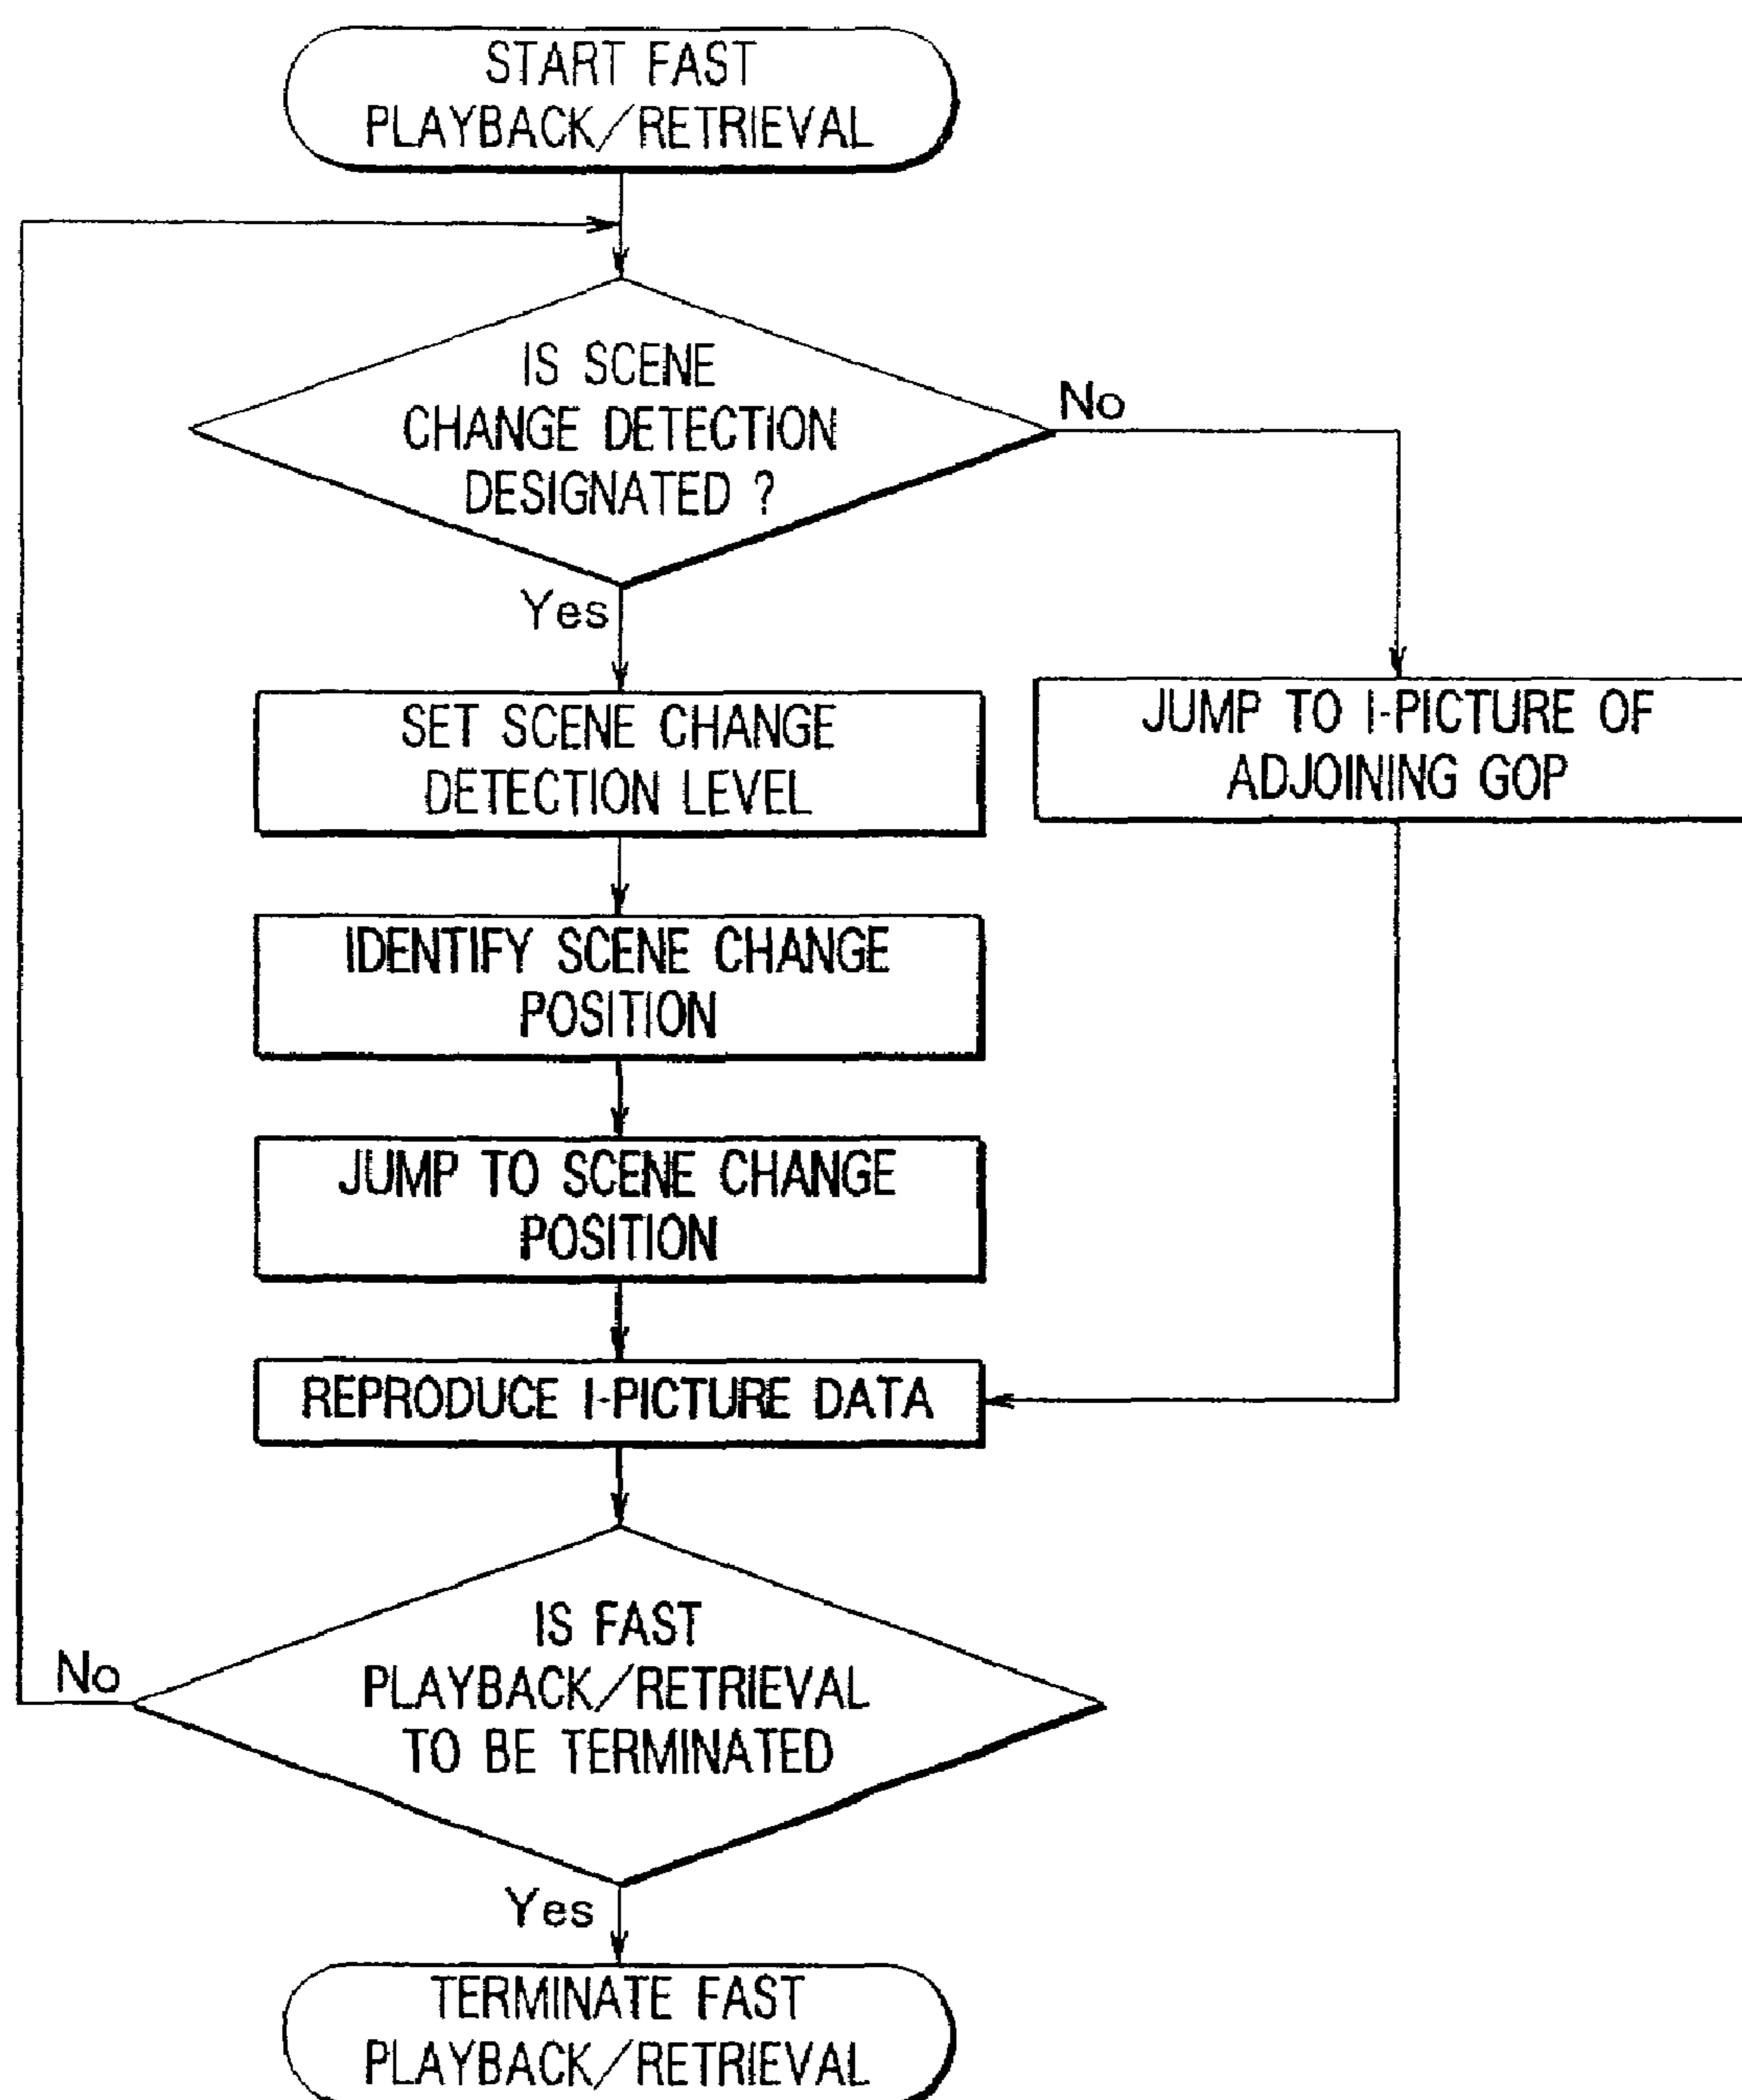 START FAST
PLAYBACK/RETRIEVAL
IS SCENE
CHANGE DETECTION
DESIGNATED ?
No
Yes
SET SCENE CHANGE
DETECTION LEVEL
JUMP TO I-PICTURE OF
ADJOINING GOP
IDENTIFY SCENE CHANGE
POSITION
JUMP TO SCENE CHANGE
POSITION
REPRODUCE I-PICTURE DATA
IS FAST
PLAYBACK/RETRIEVAL
TO BE TERMINATED
No
Yes
TERMINATE FAST
PLAYBACK/RETRIEVAL